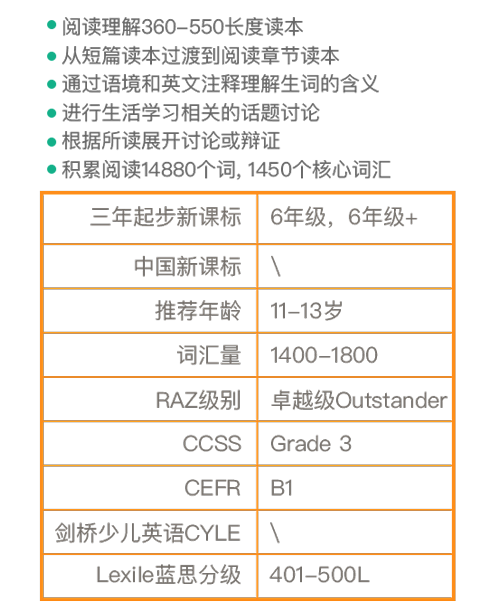 • 阅读理解360-550长度读本
• 从短篇读本过渡到阅读章节读本
• 通过语境和英文注释理解生词的含义
• 进行生活学习相关的话题讨论
• 根据所读展开讨论或辩证
• 积累阅读14880个词, 1450个核心词汇
三年起步新课标 6年级，6年级+
中国新课标 \
推荐年龄 11-13岁
词汇量 1400-1800
RAZ级别 卓越级Outstander
CCSS Grade 3
CEFR B1
剑桥少儿英语CYLE \
Lexile蓝思分级 401-500L